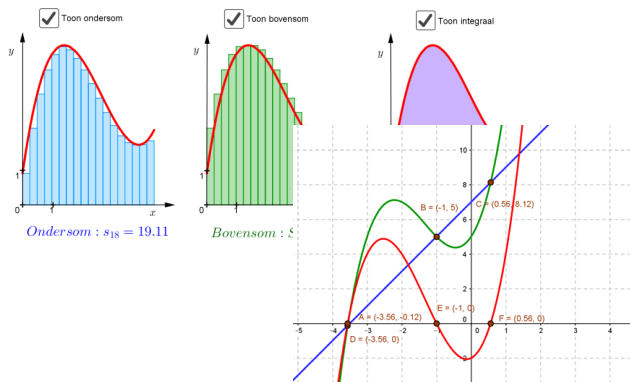 Toon ondersom
Toon bovensom
Toon integraal
y
y
y
1
1
0
1
x
0
1
Ondersom : s₁₈ = 19.11
Bovensom : S
10
8
6
4
2
0
-5
-4
-3
-2
-1
0
1
2
3
4
B = (-1, 5)
C = (0.56, 8.12)
E = (-1, 0)
A = (-3.56, -0.12)
F = (0.56, 0)
D = (-3.56, 0)
-2